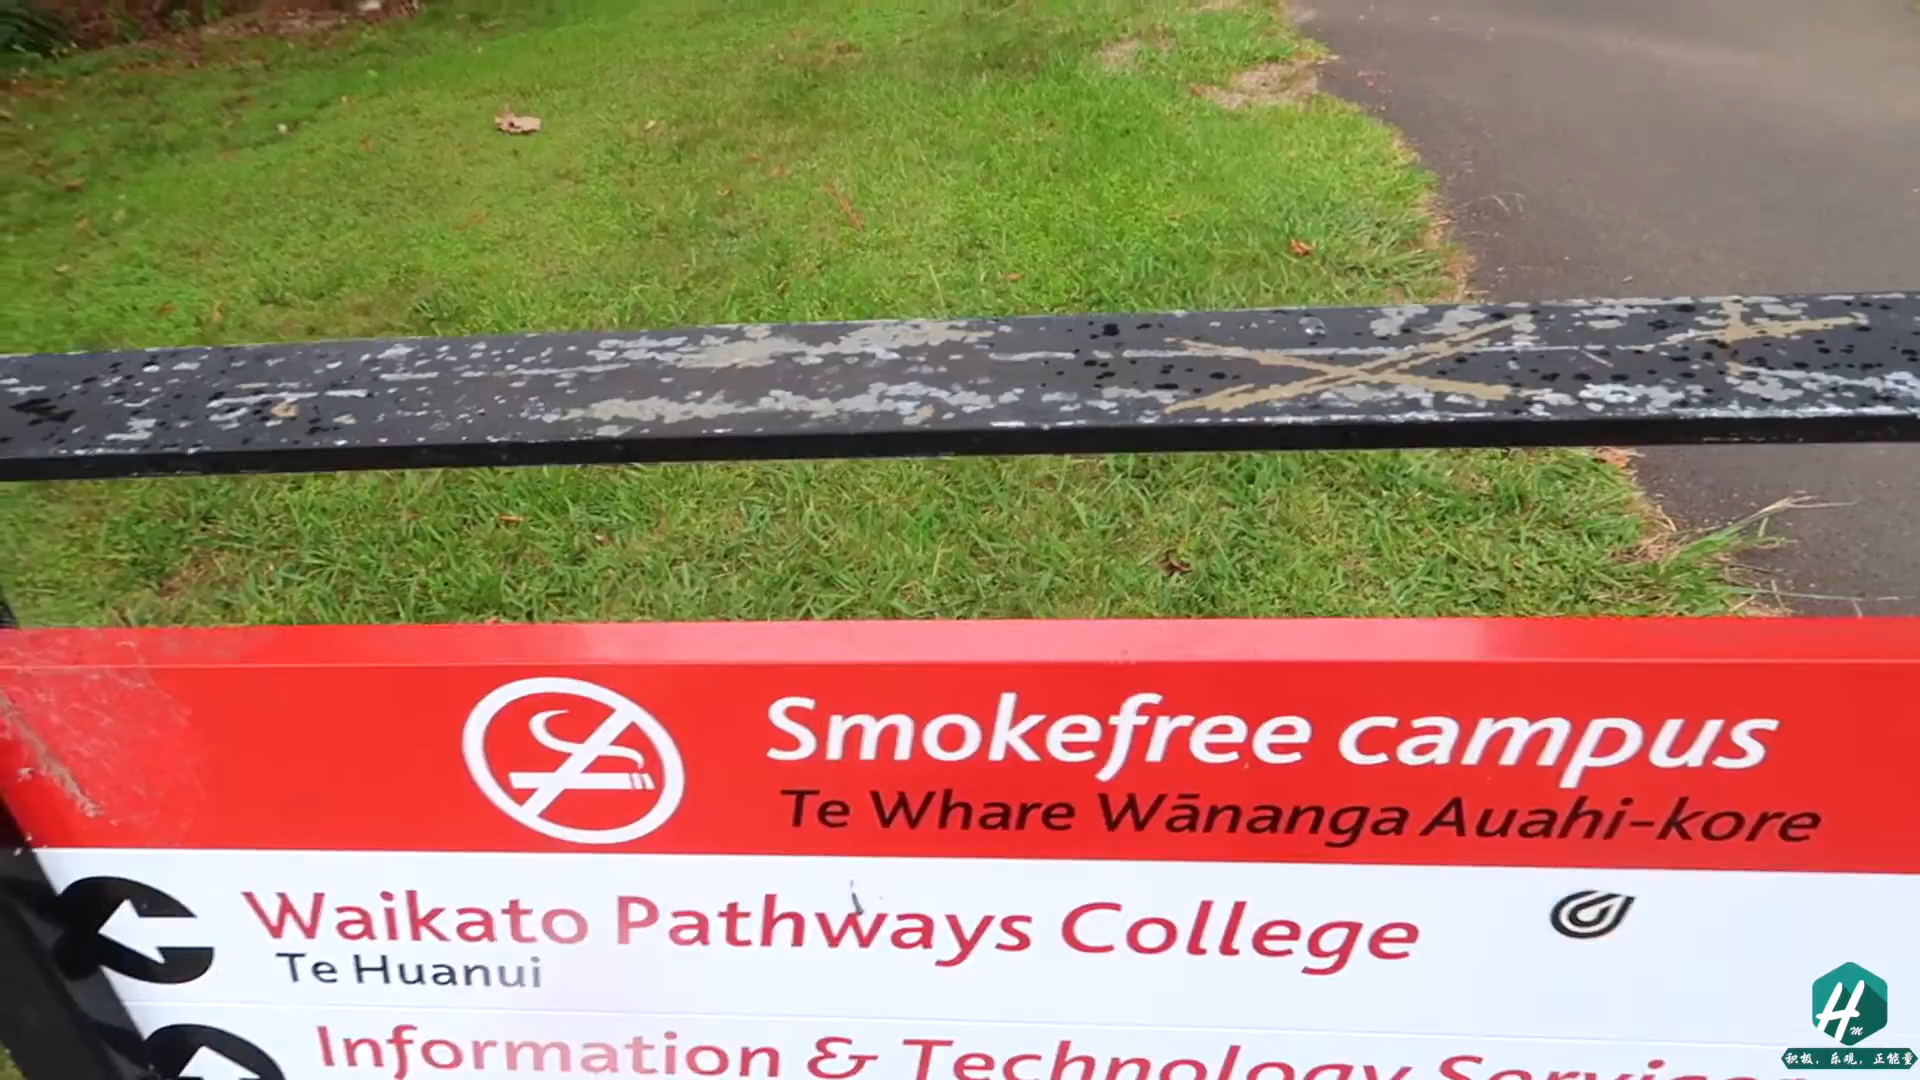 Smokefree campus
Te Whare Wānanga Auahi-kore
Waikato Pathways College
Te Huanui
Information & Technology Services
H
m
积极,乐观,正能量